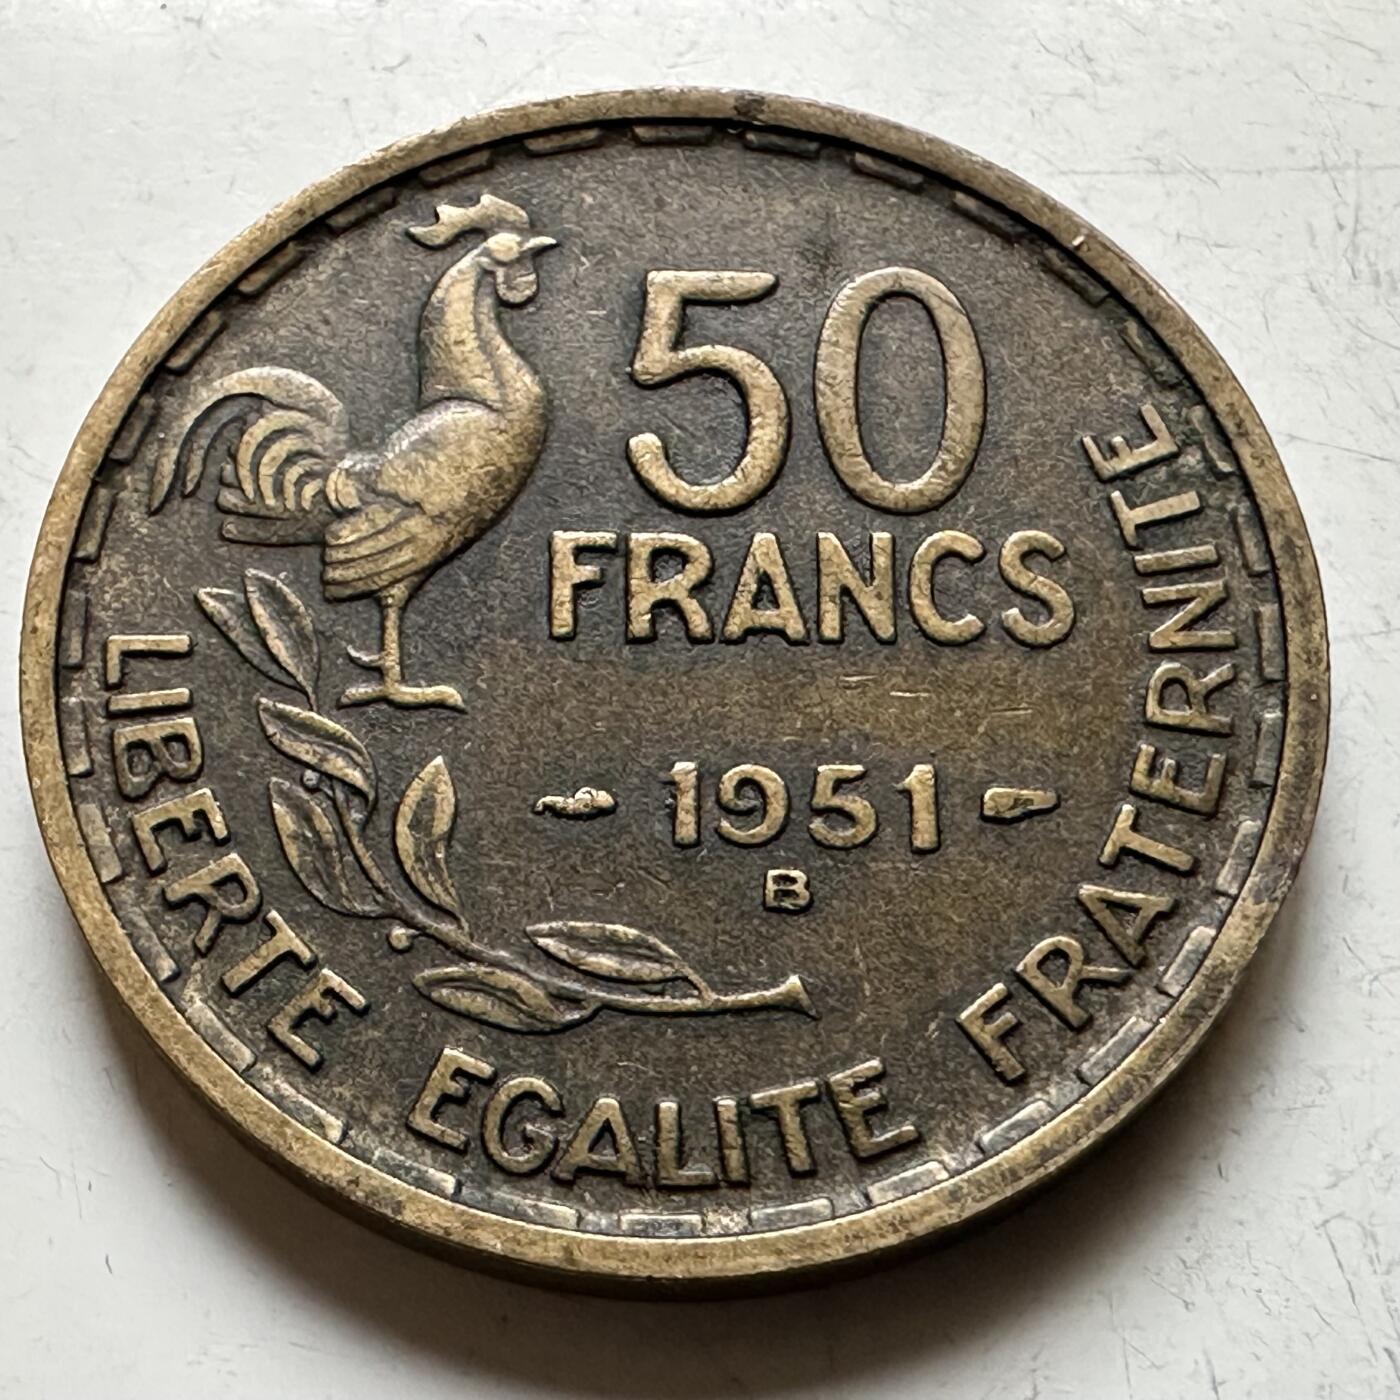 50
FRANCS
- 1951 -
B
LIBERTE EGALITE FRATERNITE